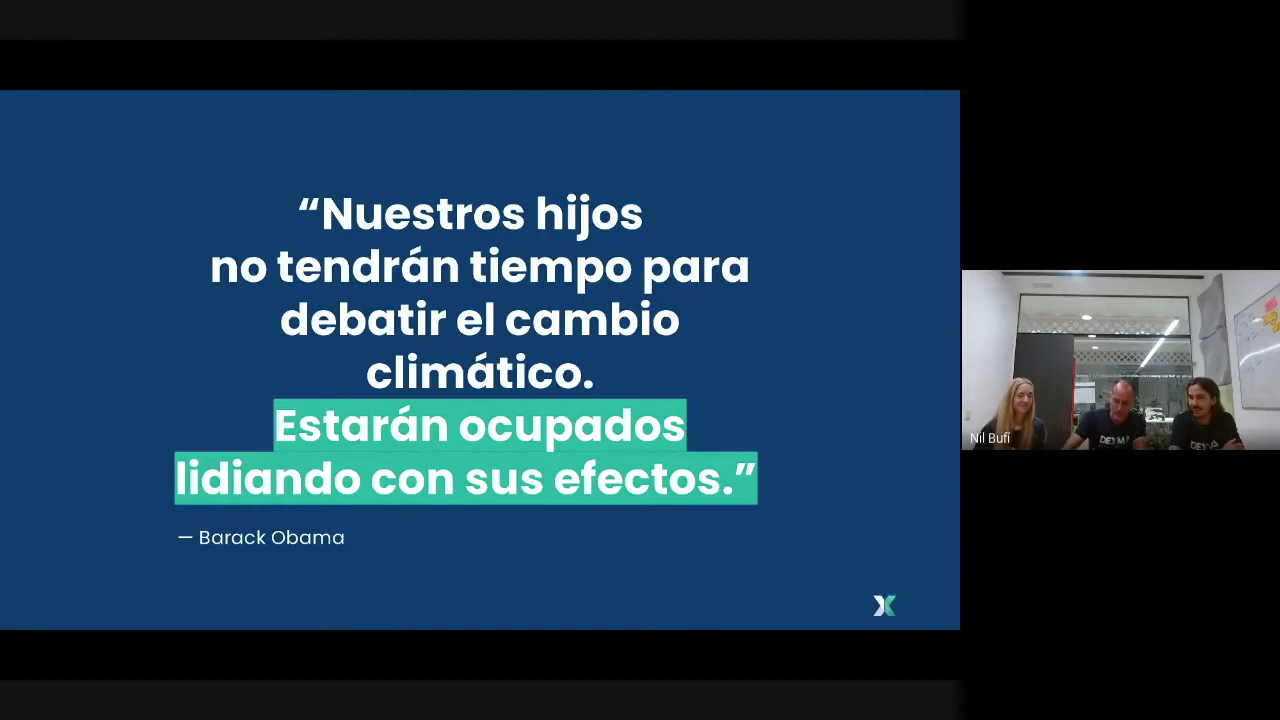 “Nuestros hijos
no tendrán tiempo para
debatir el cambio
climático.
Estarán ocupados
lidiando con sus efectos.”
— Barack Obama
Nil Bufí
DEXMA